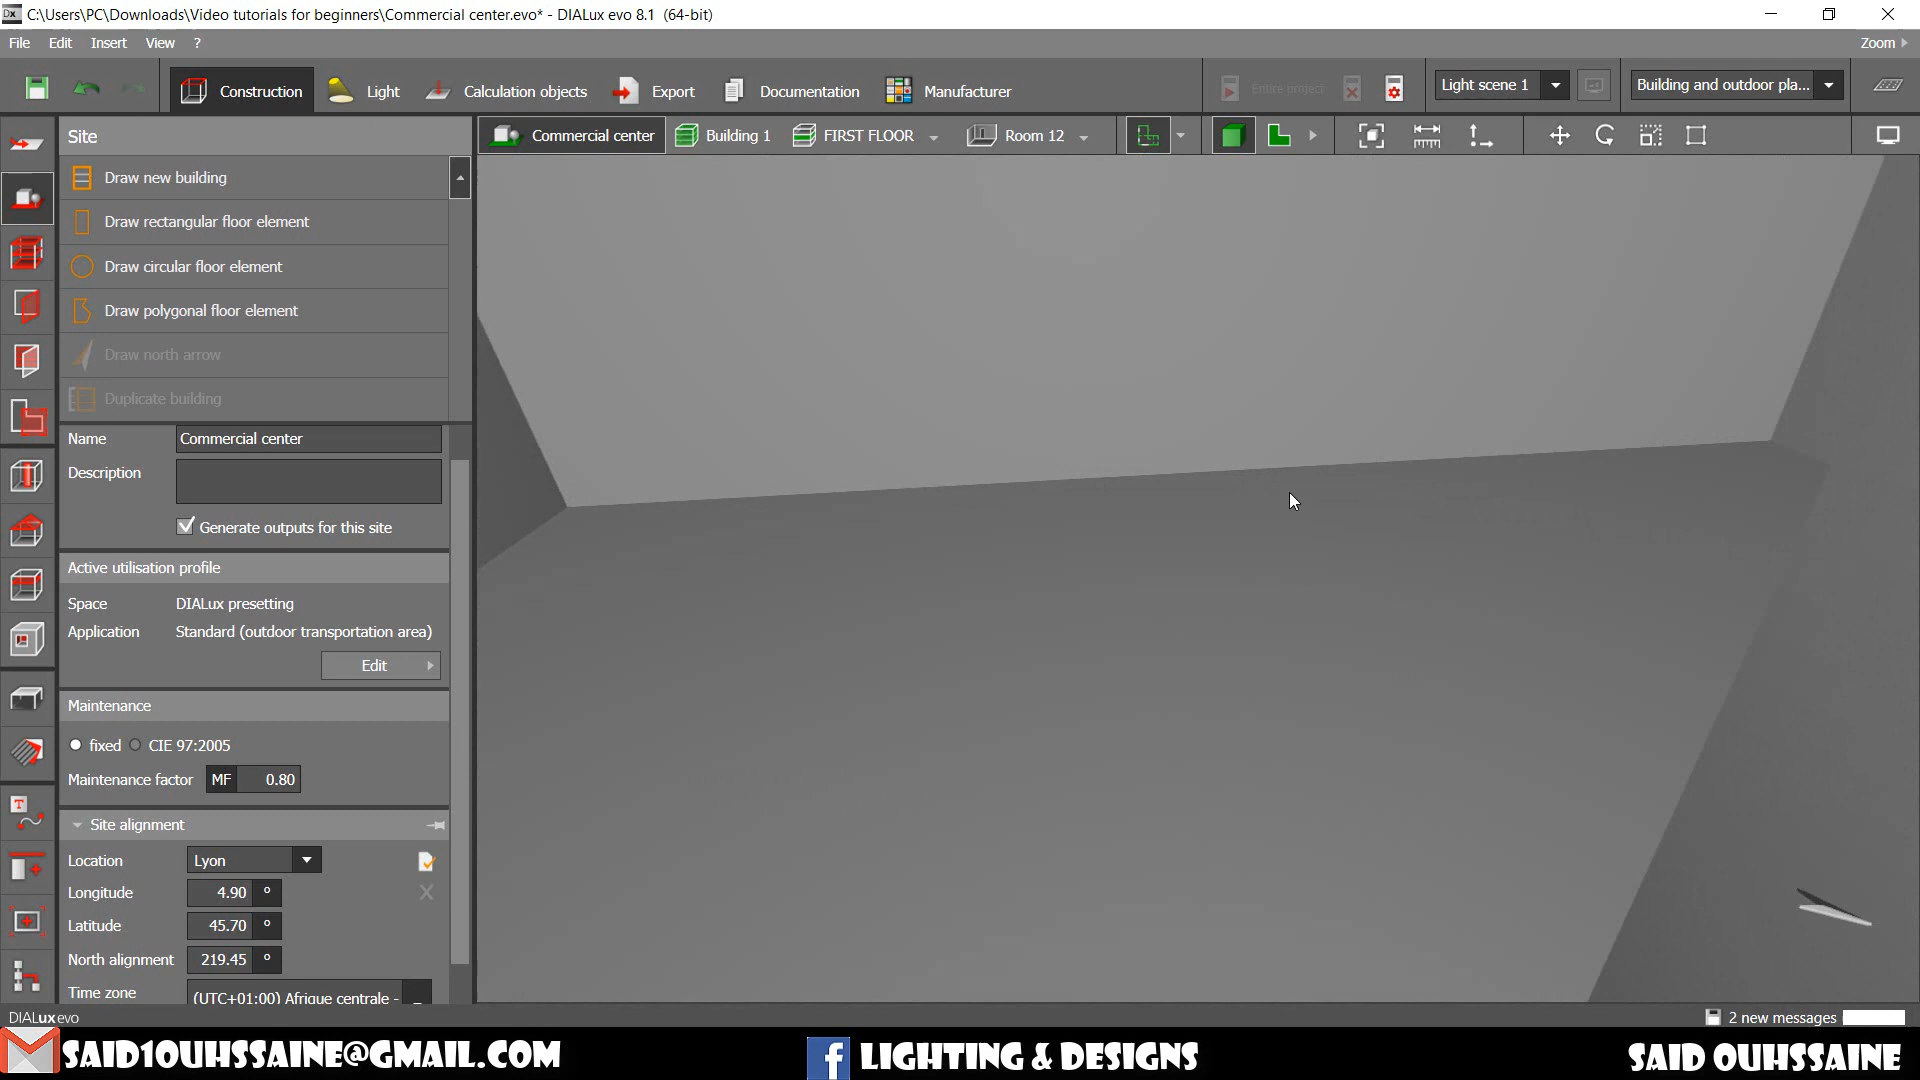 Dx C:\Users\PC\Downloads\Video tutorials for beginners\Commercial center.evo* - DIALux evo 8.1 (64-bit)
File Edit Insert View ? Zoom
Construction Light Calculation objects Export Documentation Manufacturer Entire project Light scene 1 Building and outdoor pla...
Site Commercial center Building 1 FIRST FLOOR Room 12
Draw new building
Draw rectangular floor element
Draw circular floor element
Draw polygonal floor element
Draw north arrow
Duplicate building
Name Commercial center
Description
Generate outputs for this site
Active utilisation profile
Space DIALux presetting
Application Standard (outdoor transportation area)
Edit
Maintenance
fixed CIE 97:2005
Maintenance factor MF 0.80
Site alignment
Location Lyon
Longitude 4.90 °
Latitude 45.70 °
North alignment 219.45 °
Time zone (UTC+01:00) Afrique centrale -
DIALux evo 2 new messages
SAID1OUHSSAINE@GMAIL.COM f LIGHTING & DESIGNS SAID OUHSSAINE